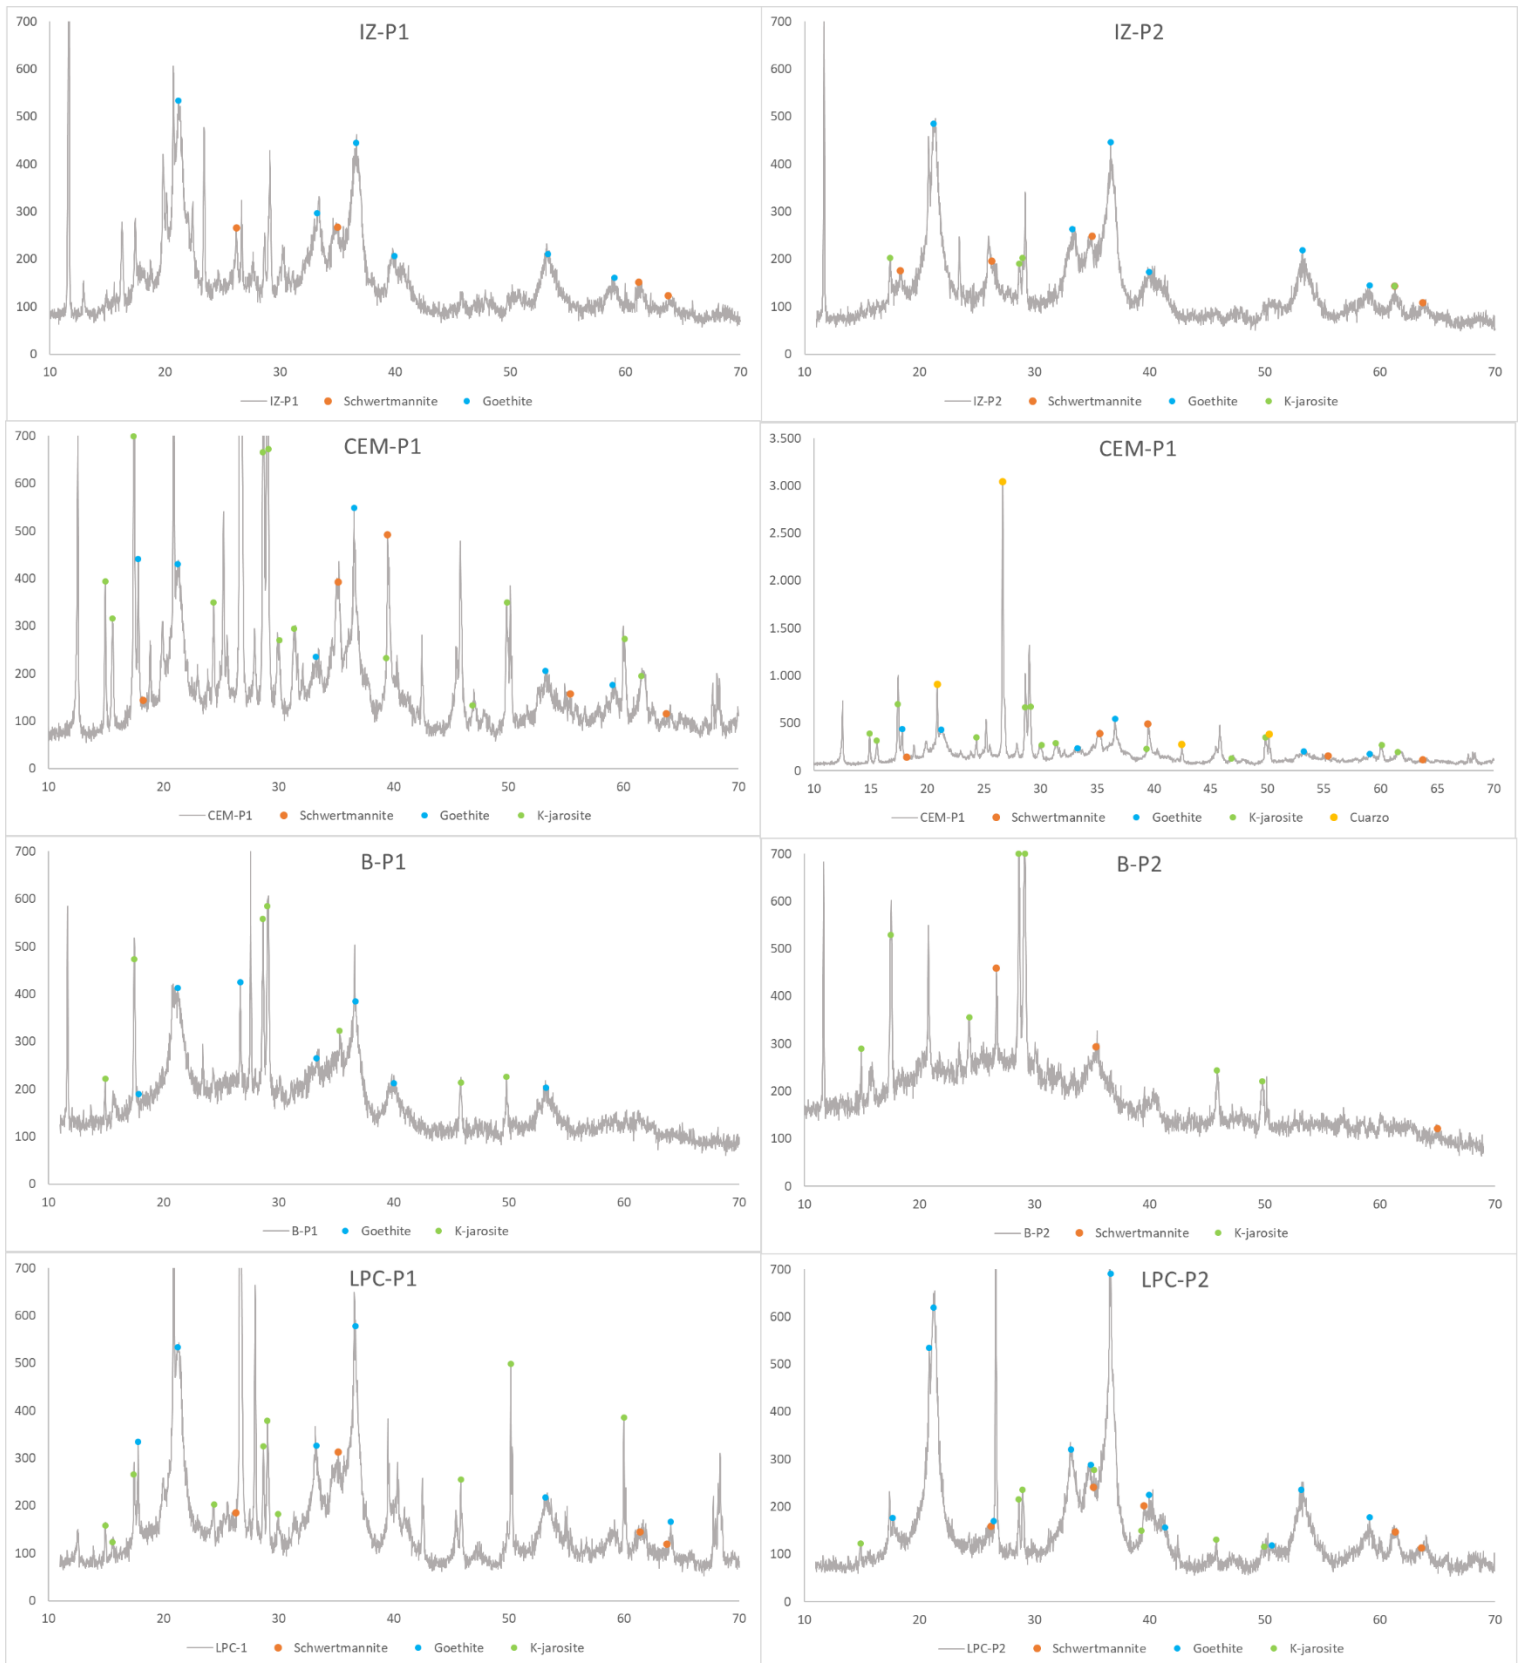 IZ-P1
700
600
500
400
300
200
100
0
10 20 30 40 50 60 70
IZ-P1 Schwertmannite Goethite
IZ-P2
700
600
500
400
300
200
100
0
10 20 30 40 50 60 70
IZ-P2 Schwertmannite Goethite K-jarosite
CEM-P1
700
600
500
400
300
200
100
0
10 20 30 40 50 60 70
CEM-P1 Schwertmannite Goethite K-jarosite
CEM-P1
3.500
3.000
2.500
2.000
1.500
1.000
500
0
10 15 20 25 30 35 40 45 50 55 60 65 70
CEM-P1 Schwertmannite Goethite K-jarosite Cuarzo
B-P1
700
600
500
400
300
200
100
0
10 20 30 40 50 60 70
B-P1 Goethite K-jarosite
B-P2
700
600
500
400
300
200
100
0
10 20 30 40 50 60 70
B-P2 Schwertmannite K-jarosite
LPC-P1
700
600
500
400
300
200
100
0
10 20 30 40 50 60 70
LPC-1 Schwertmannite Goethite K-jarosite
LPC-P2
700
600
500
400
300
200
100
0
10 20 30 40 50 60 70
LPC-P2 Schwertmannite Goethite K-jarosite